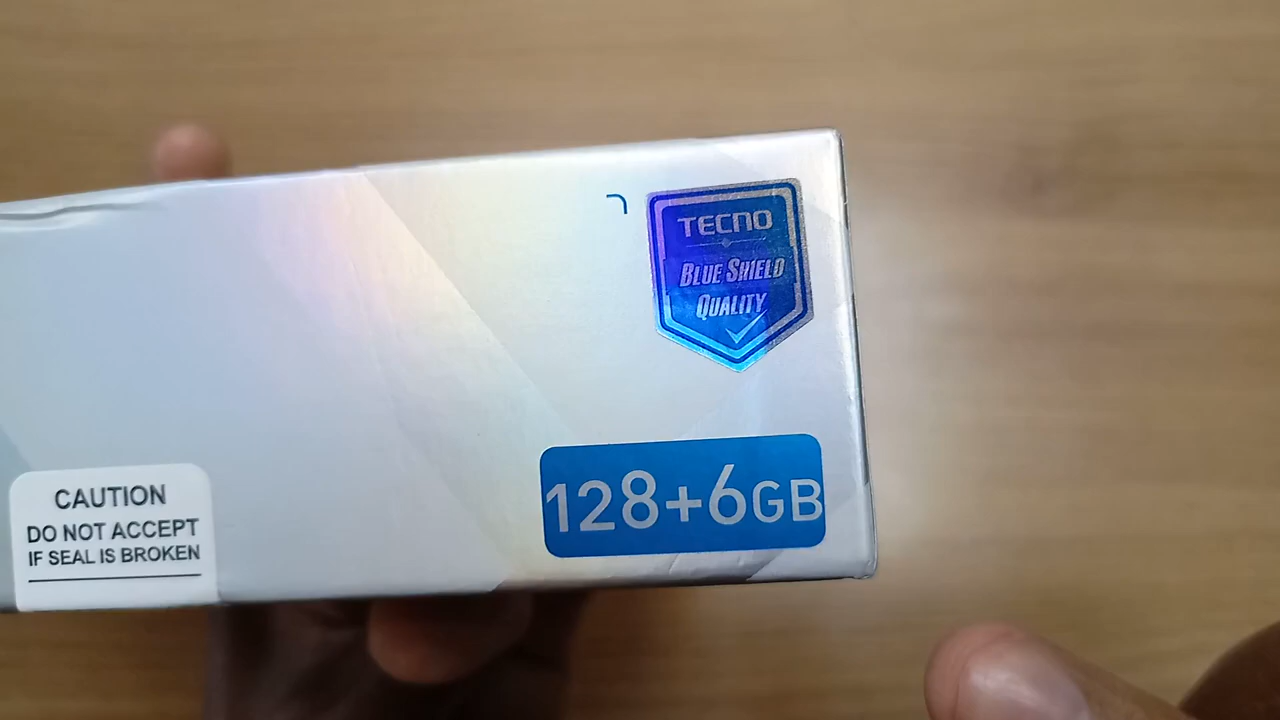 TECNO
BLUE SHIELD
QUALITY
128+6GB
CAUTION
DO NOT ACCEPT
IF SEAL IS BROKEN